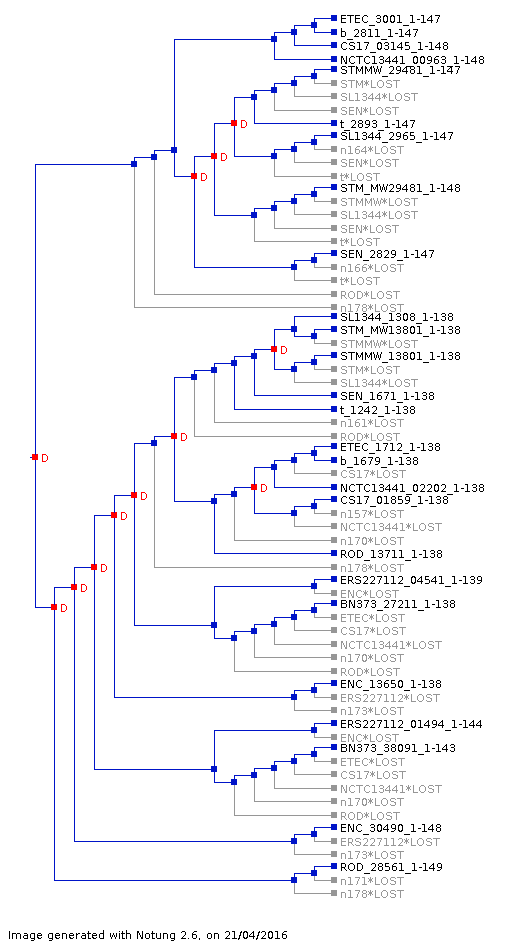 ETEC_3001_1-147
b_2811_1-147
CS17_03145_1-148
NCTC13441_00963_1-148
STMMW_29481_1-147
STM*LOST
SL1344*LOST
SEN*LOST
t_2893_1-147
SL1344_2965_1-147
n164*LOST
SEN*LOST
t*LOST
STM_MW29481_1-148
STMMW*LOST
SL1344*LOST
SEN*LOST
t*LOST
SEN_2829_1-147
n166*LOST
t*LOST
ROD*LOST
n178*LOST
SL1344_1308_1-138
STM_MW13801_1-138
STMMW*LOST
STMMW_13801_1-138
STM*LOST
SL1344*LOST
SEN_1671_1-138
t_1242_1-138
n161*LOST
ROD*LOST
ETEC_1712_1-138
b_1679_1-138
CS17*LOST
NCTC13441_02202_1-138
CS17_01859_1-138
n157*LOST
NCTC13441*LOST
n170*LOST
ROD_13711_1-138
n178*LOST
ERS227112_04541_1-139
ENC*LOST
BN373_27211_1-138
ETEC*LOST
CS17*LOST
NCTC13441*LOST
n170*LOST
ROD*LOST
ENC_13650_1-138
ERS227112*LOST
n173*LOST
ERS227112_01494_1-144
ENC*LOST
BN373_38091_1-143
ETEC*LOST
CS17*LOST
NCTC13441*LOST
n170*LOST
ROD*LOST
ENC_30490_1-148
ERS227112*LOST
n173*LOST
ROD_28561_1-149
n171*LOST
n178*LOST
D
D
D
D
D
D
D
D
D
D
D
D
D
Image generated with Notung 2.6, on 21/04/2016